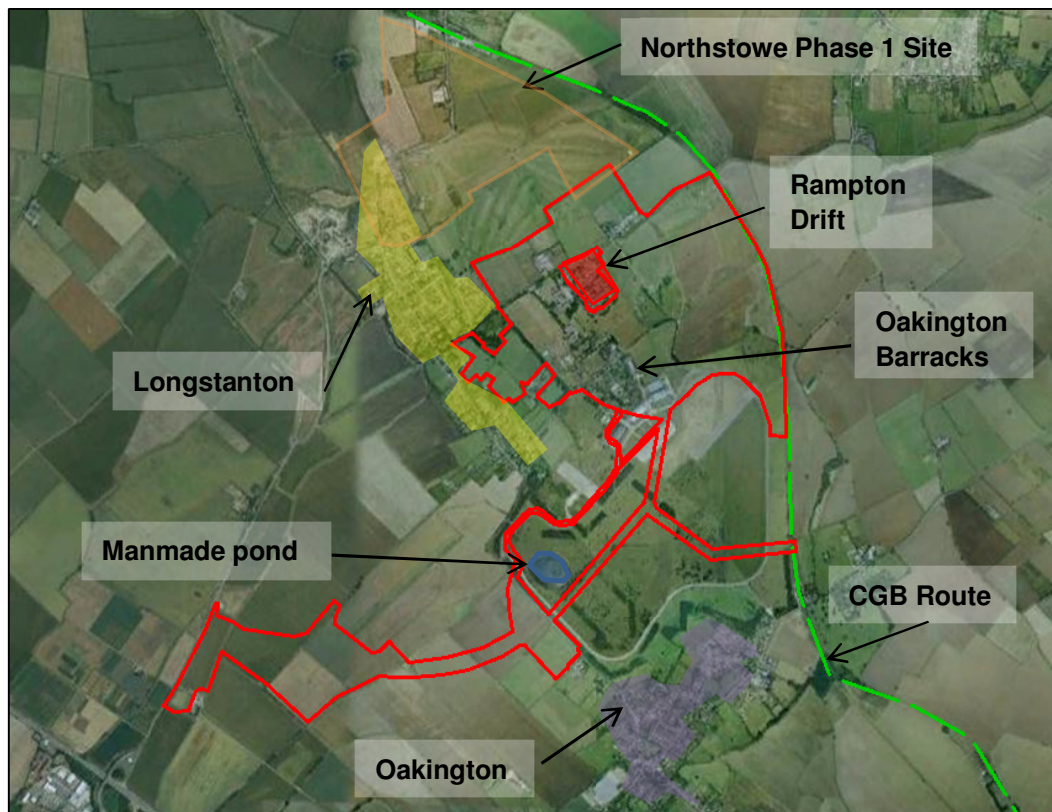 Northstowe Phase 1 Site
Rampton
Drift
Oakington
Barracks
Longstanton
Manmade pond
CGB Route
Oakington